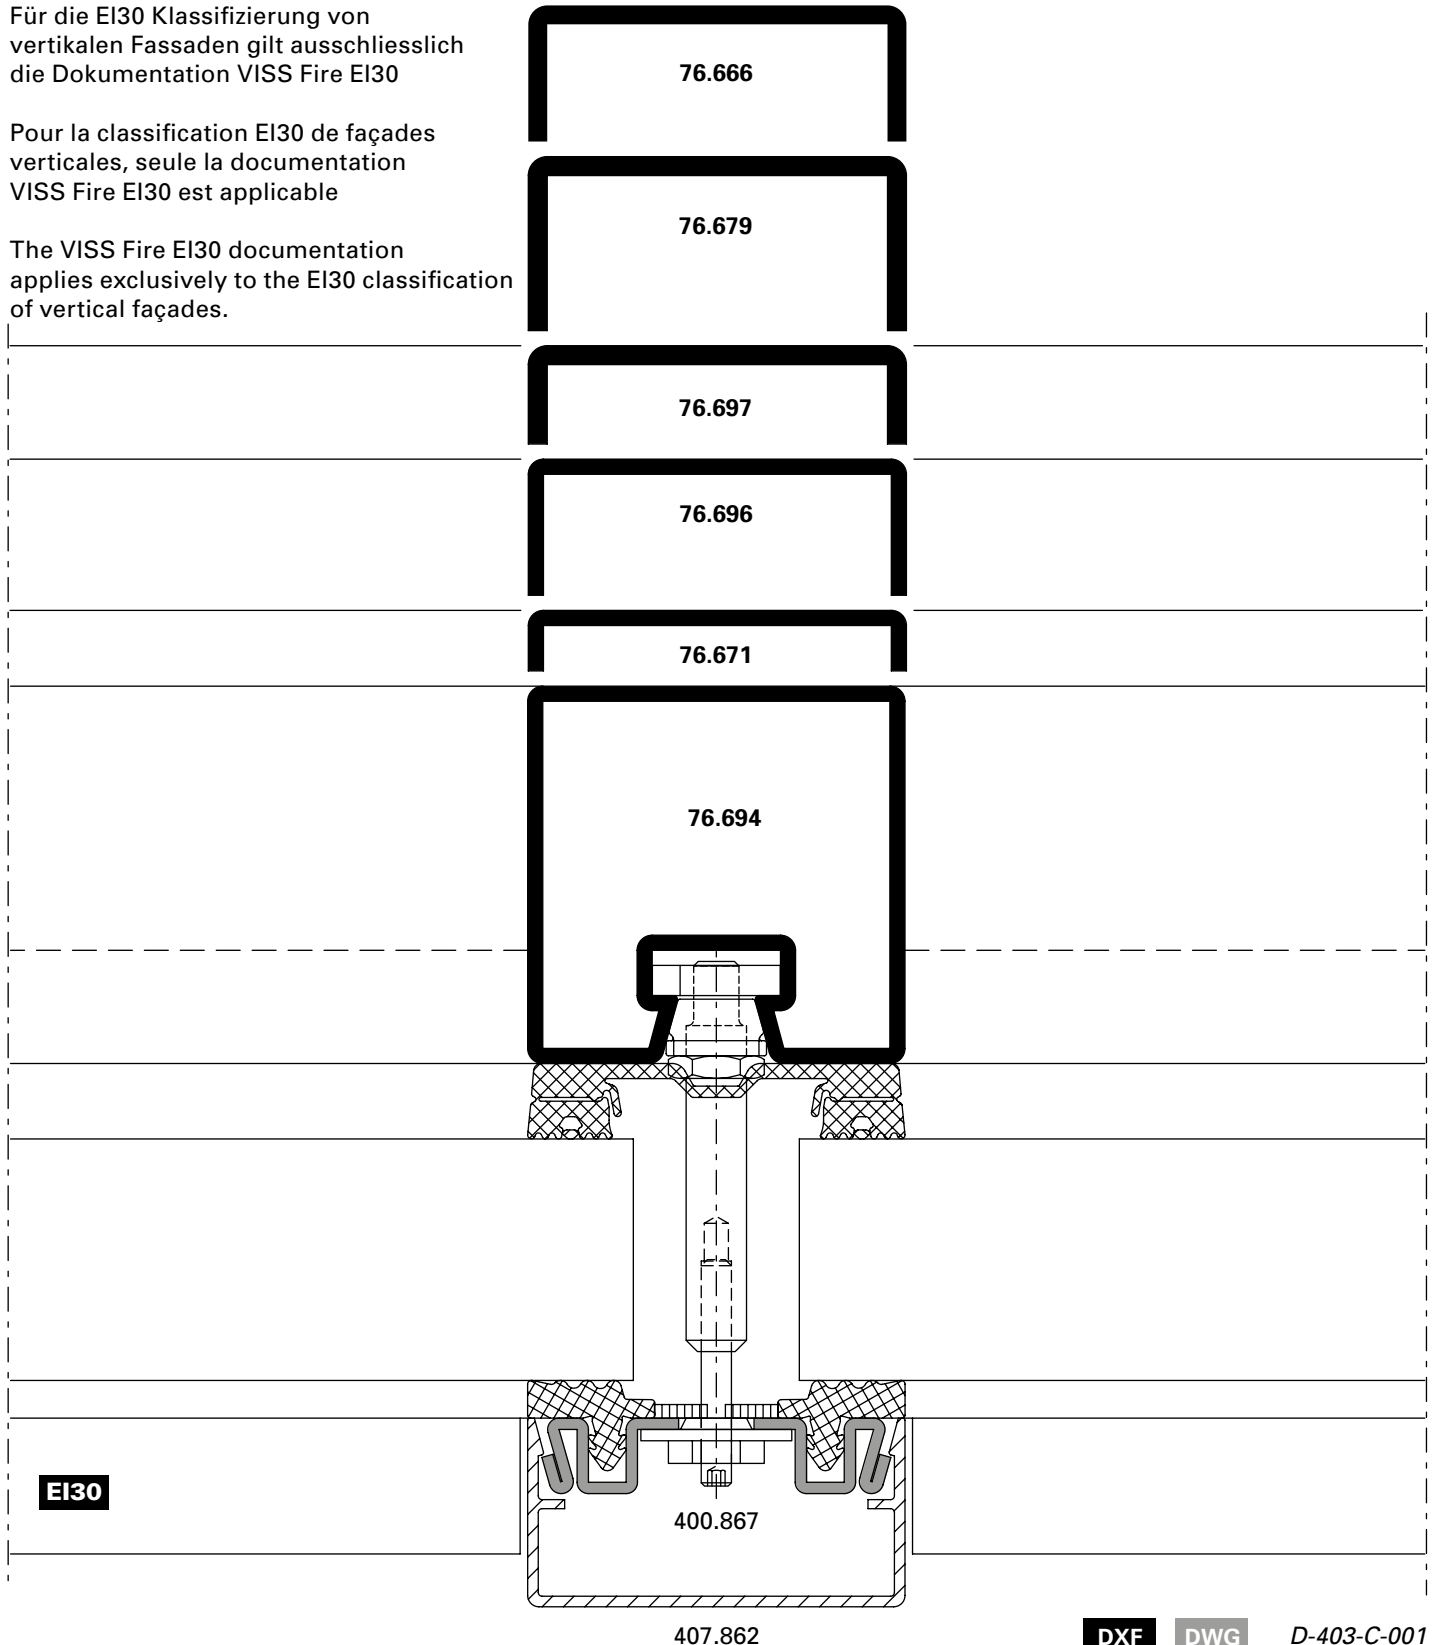 Für die EI30 Klassifizierung von
vertikalen Fassaden gilt ausschliesslich
die Dokumentation VISS Fire EI30
Pour la classification EI30 de façades
verticales, seule la documentation
VISS Fire EI30 est applicable
The VISS Fire EI30 documentation
applies exclusively to the EI30 classification
of vertical façades.
76.666
76.679
76.697
76.696
76.671
76.694
EI30
400.867
407.862
DXF DWG D-403-C-001